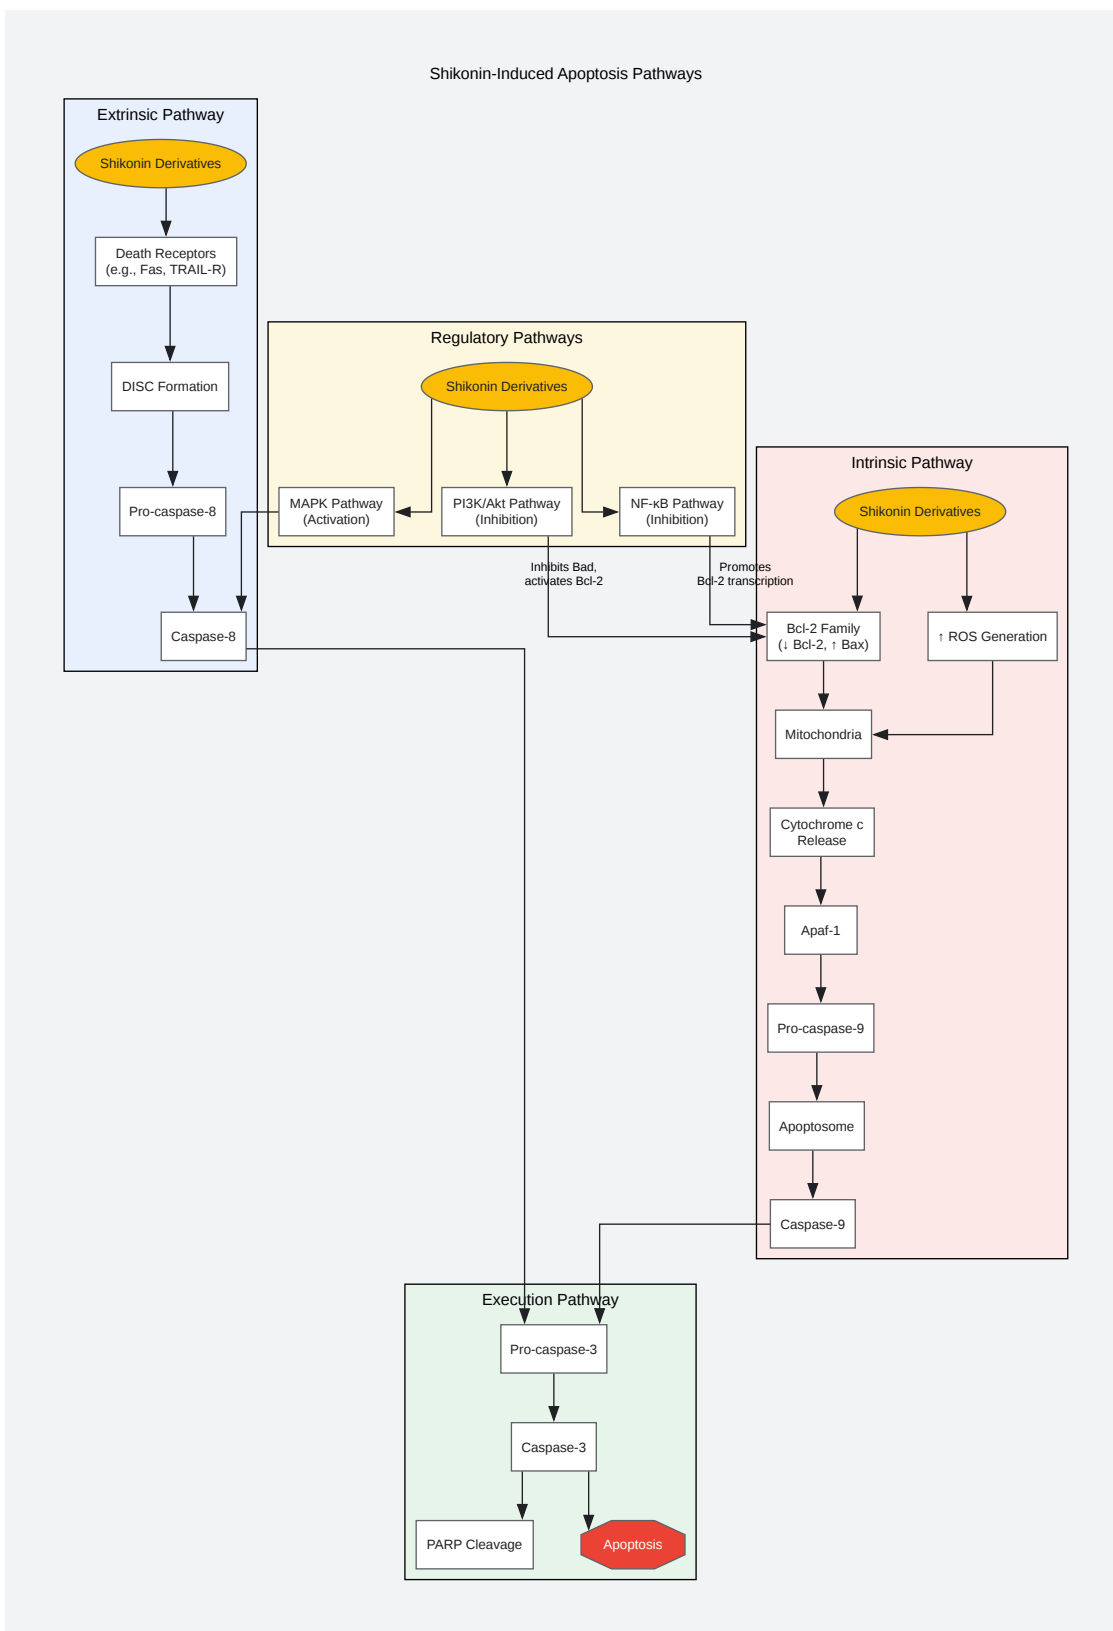 Shikonin-Induced Apoptosis Pathways
Extrinsic Pathway
Shikonin Derivatives
Death Receptors
(e.g., Fas, TRAIL-R)
DISC Formation
Pro-caspase-8
Caspase-8
Regulatory Pathways
Shikonin Derivatives
MAPK Pathway
(Activation)
PI3K/Akt Pathway
(Inhibition)
NF-κB Pathway
(Inhibition)
Inhibits Bad,
activates Bcl-2
Promotes
Bcl-2 transcription
Intrinsic Pathway
Shikonin Derivatives
Bcl-2 Family
(↓ Bcl-2, ↑ Bax)
↑ ROS Generation
Mitochondria
Cytochrome c
Release
Apaf-1
Pro-caspase-9
Apoptosome
Caspase-9
Execution Pathway
Pro-caspase-3
Caspase-3
PARP Cleavage
Apoptosis